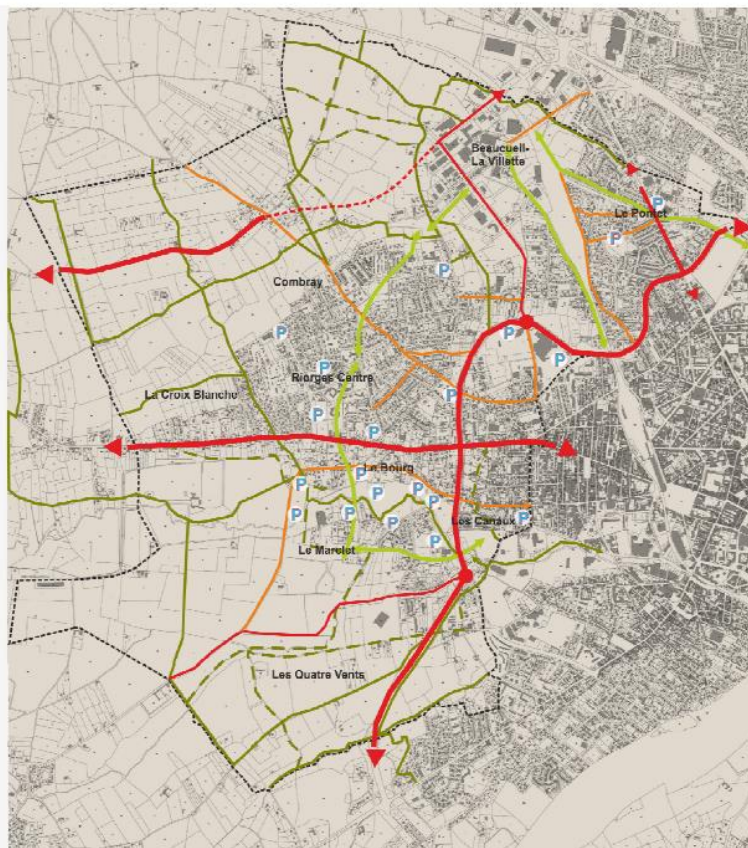 Beaucueil-
La Villette
P
Le Pontet
P
P
Combray
P
P
P
P
Riorges Centre
La Croix Blanche
P
P
P
Le Bourg
P
P
P
P
P
P
P
P
Les Canaux
P
P
Le Marclet
Les Quatre Vents